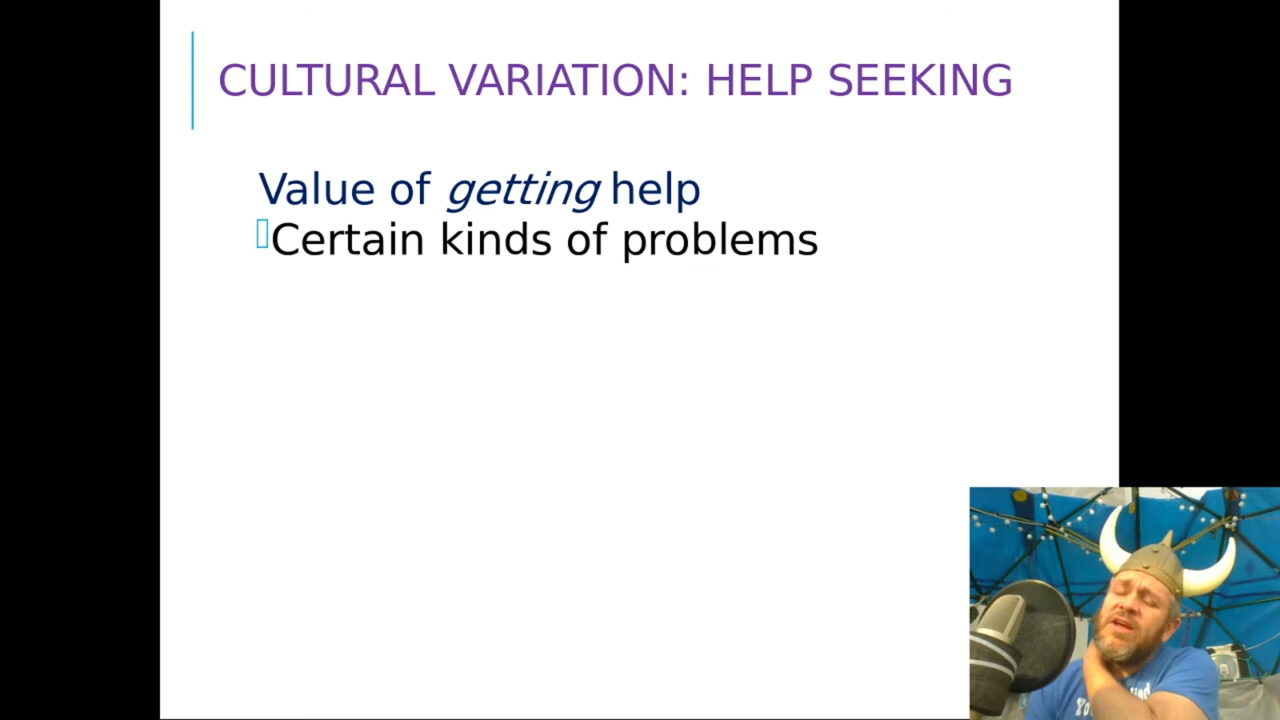 CULTURAL VARIATION: HELP SEEKING
Value of getting help
Certain kinds of problems